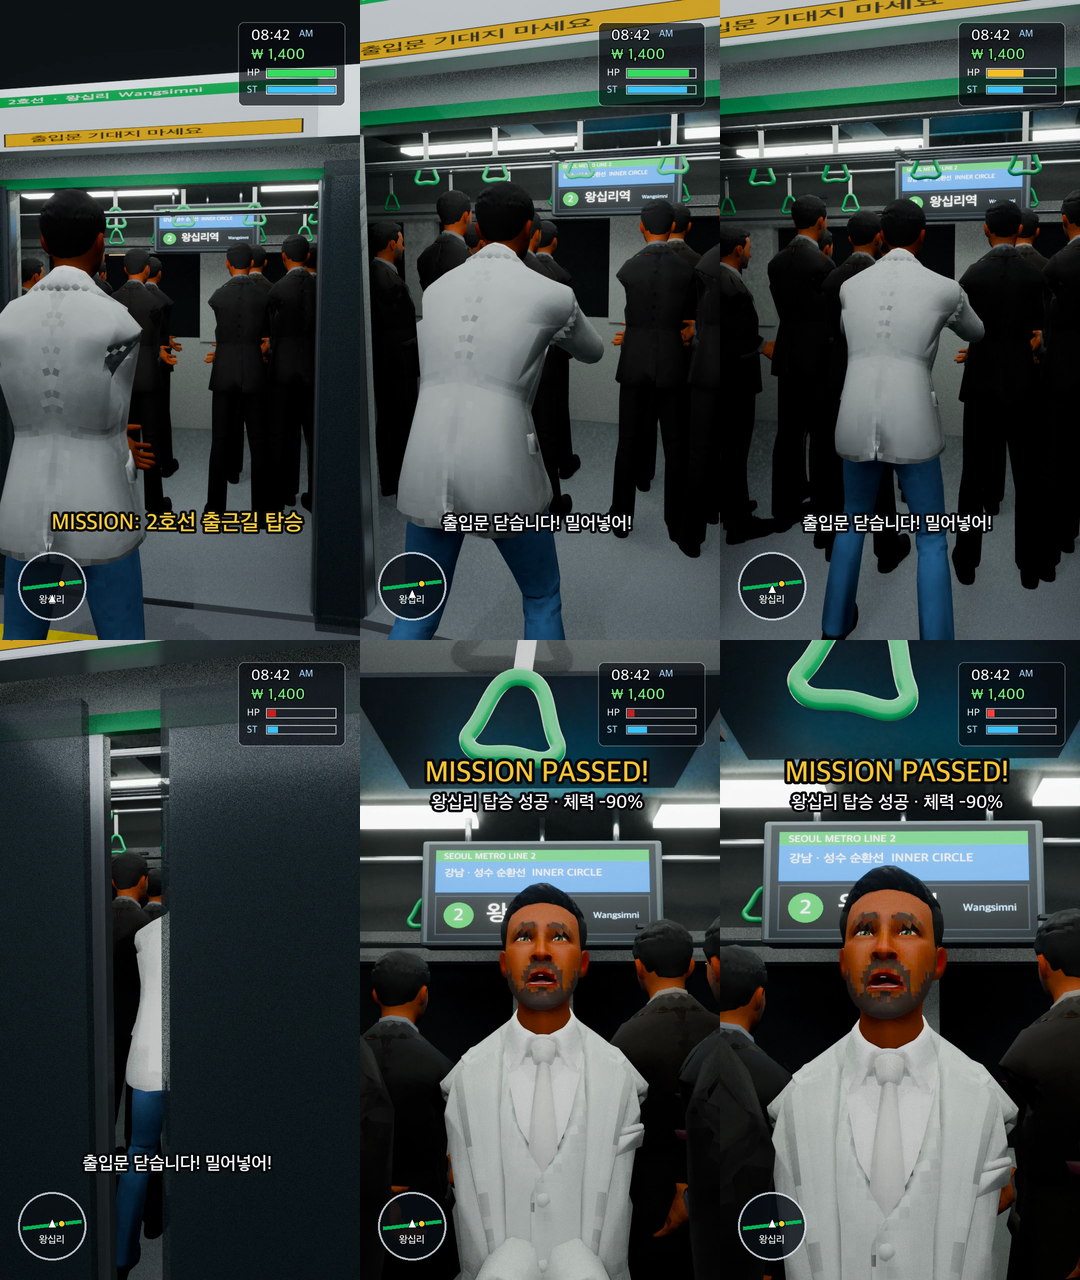 08:42 AM
₩ 1,400
HP
ST
2호선 · 왕십리 Wangsimni
출입문 기대지 마세요
INNER CIRCLE
2 왕십리역 Wangsimni
MISSION: 2호선 출근길 탑승
왕십리
출입문 기대지 마세요
08:42 AM
₩ 1,400
HP
ST
INNER CIRCLE
2 왕십리역 Wangsimni
출입문 닫습니다! 밀어넣어!
왕십리
기대지 마세요
08:42 AM
₩ 1,400
HP
ST
INNER CIRCLE
2 왕십리역 Wangsimni
출입문 닫습니다! 밀어넣어!
왕십리
08:42 AM
₩ 1,400
HP
ST
출입문 닫습니다! 밀어넣어!
왕십리
08:42 AM
₩ 1,400
HP
ST
MISSION PASSED!
왕십리 탑승 성공 · 체력 -90%
SEOUL METRO LINE 2
강남 · 성수 순환선 INNER CIRCLE
2 왕 Wangsimni
왕십리
08:42 AM
₩ 1,400
HP
ST
MISSION PASSED!
왕십리 탑승 성공 · 체력 -90%
SEOUL METRO LINE 2
강남 · 성수 순환선 INNER CIRCLE
2 Wangsimni
왕십리